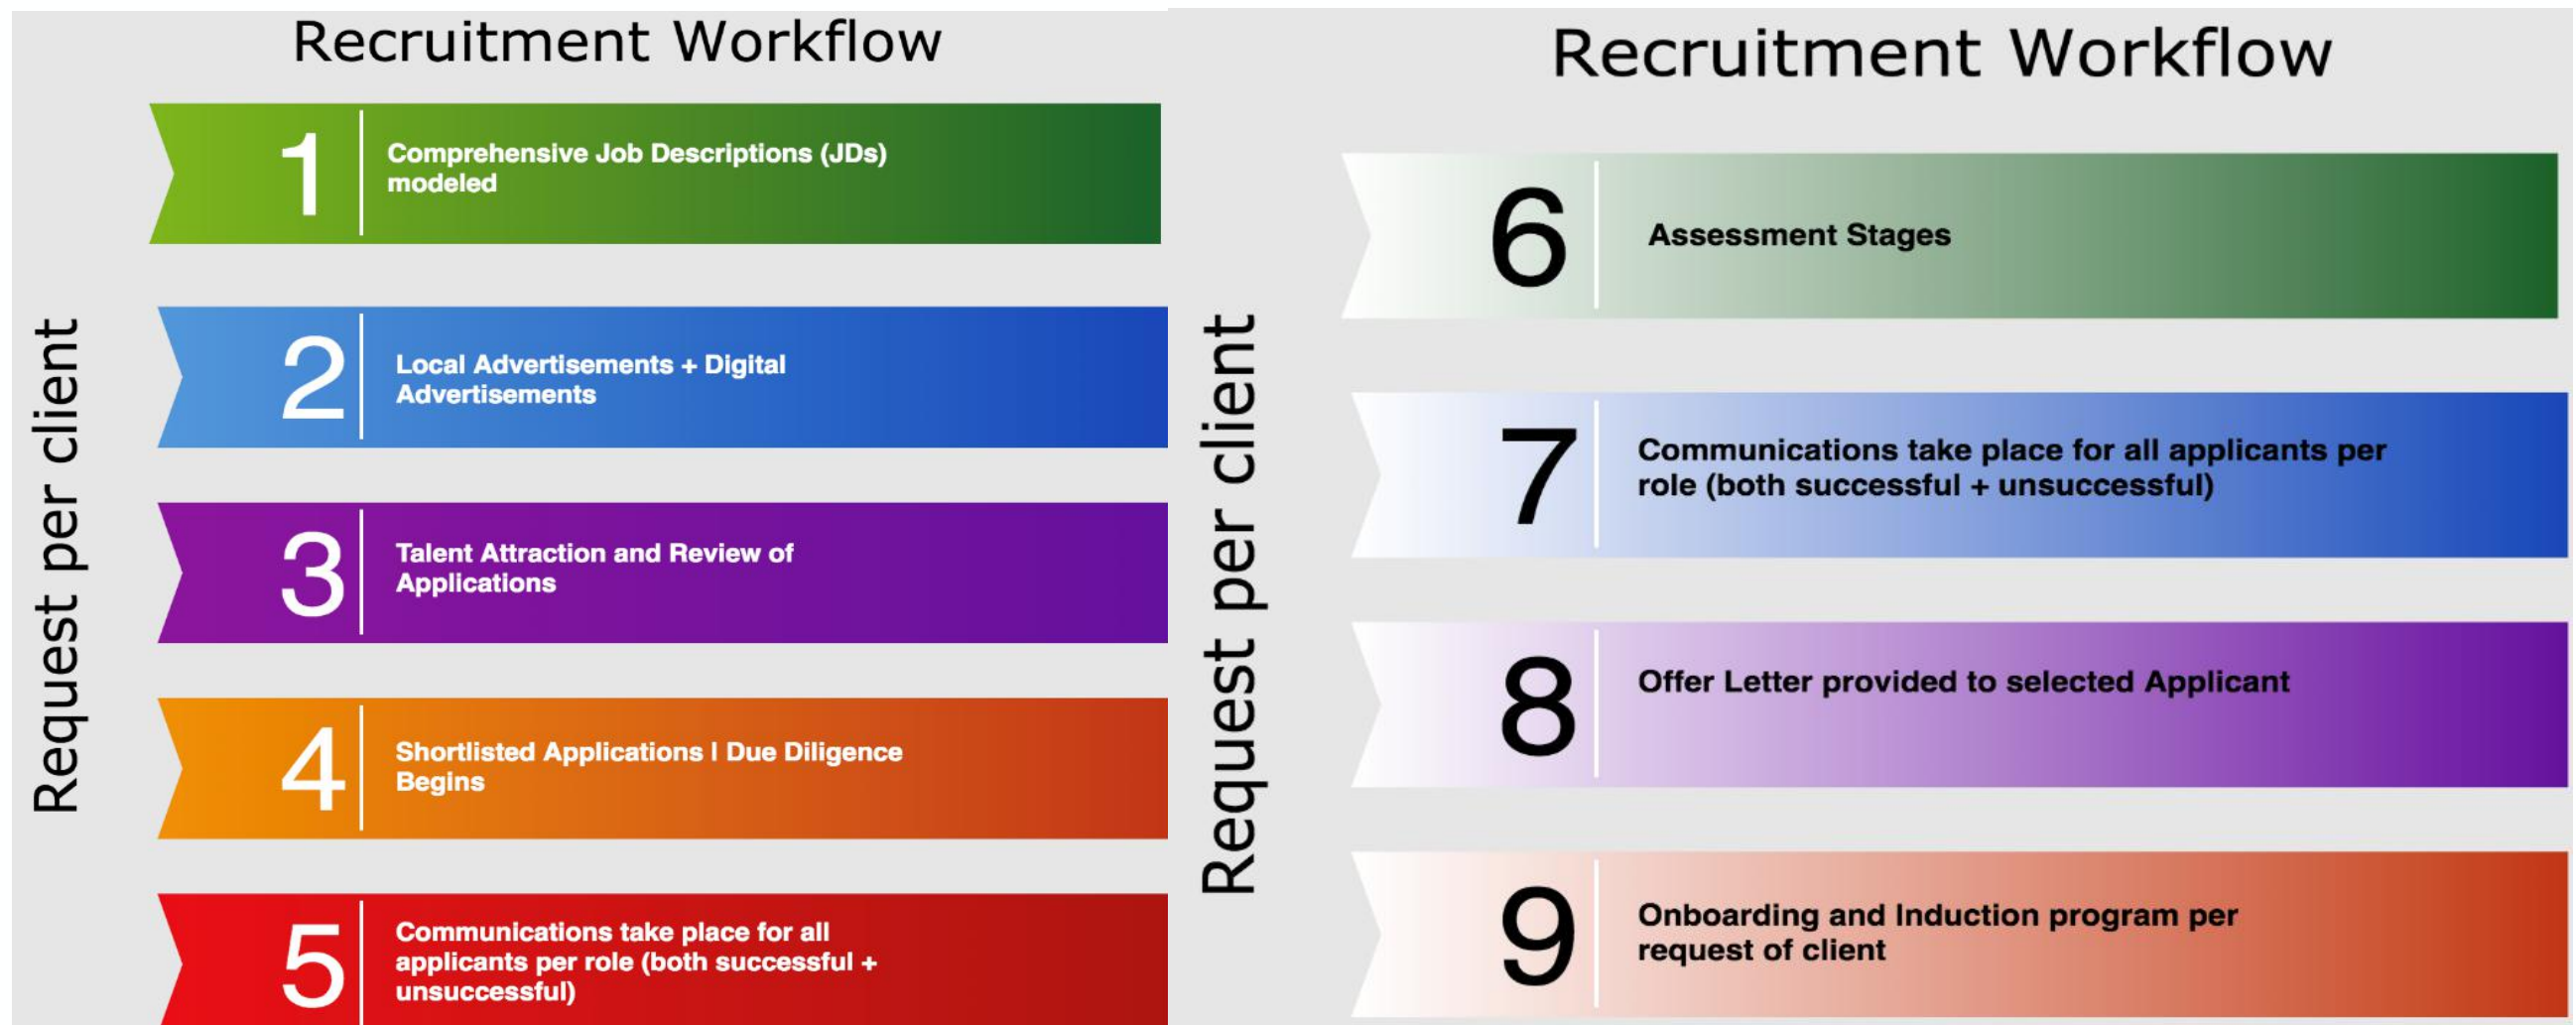 Recruitment Workflow
Request per client
1
Comprehensive Job Descriptions (JDs)
modeled
2
Local Advertisements + Digital
Advertisements
3
Talent Attraction and Review of
Applications
4
Shortlisted Applications | Due Diligence
Begins
5
Communications take place for all
applicants per role (both successful +
unsuccessful)
Recruitment Workflow
Request per client
6
Assessment Stages
7
Communications take place for all applicants per
role (both successful + unsuccessful)
8
Offer Letter provided to selected Applicant
9
Onboarding and Induction program per
request of client